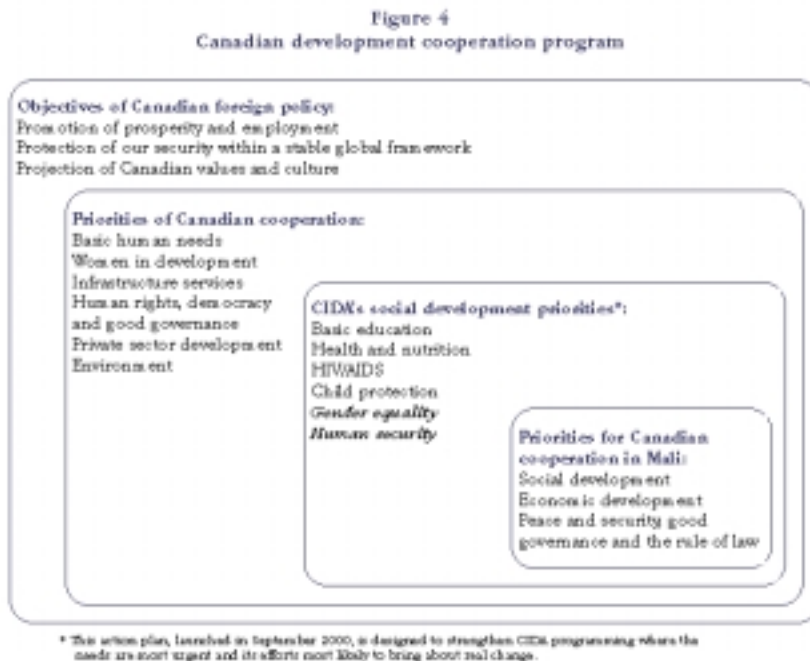 Figure 4
Canadian development cooperation program
Objectives of Canadian foreign policy:
Promotion of prosperity and employment
Protection of our security within a stable global framework
Projection of Canadian values and culture
Priorities of Canadian cooperation:
Basic human needs
Women in development
Infrastructure services
Human rights, democracy
and good governance
Private sector development
Environment
CIDA's social development priorities*:
Basic education
Health and nutrition
HIV/AIDS
Child protection
Gender equality
Human security
Priorities for Canadian
cooperation in Mali:
Social development
Economic development
Peace and security good
governance and the rule of law
* This action plan, launched in September 2000, is designed to strengthen CIDA programming where the
needs are most urgent and its efforts most likely to bring about real change.